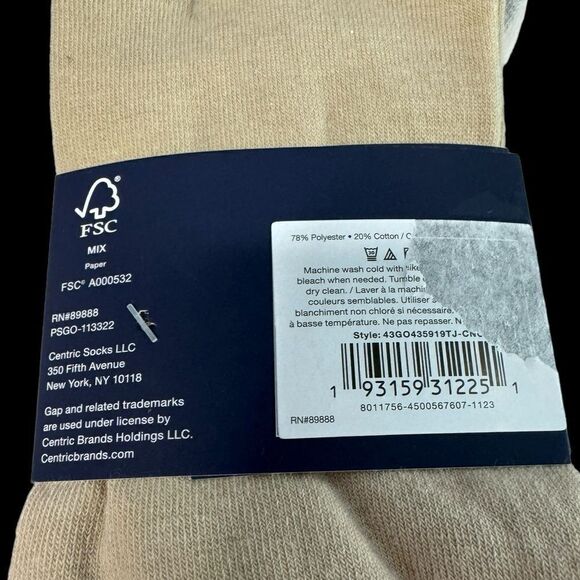 FSC
MIX
Paper
FSC® A000532
RN#89888
PSGO-113322
Centric Socks LLC
350 Fifth Avenue
New York, NY 10118
Gap and related trademarks
are used under license by
Centric Brands Holdings LLC.
Centricbrands.com
78% Polyester • 20% Cotton /
30
Machine wash cold with like
bleach when needed. Tumble
dry clean. / Laver à la machi
couleurs semblables. Utiliser
blanchiment non chloré si nécessaire.
à basse température. Ne pas repasser. N
Style: 43GO435919TJ-CN
1 93159 31225 1
8011756-4500567607-1123
RN#89888